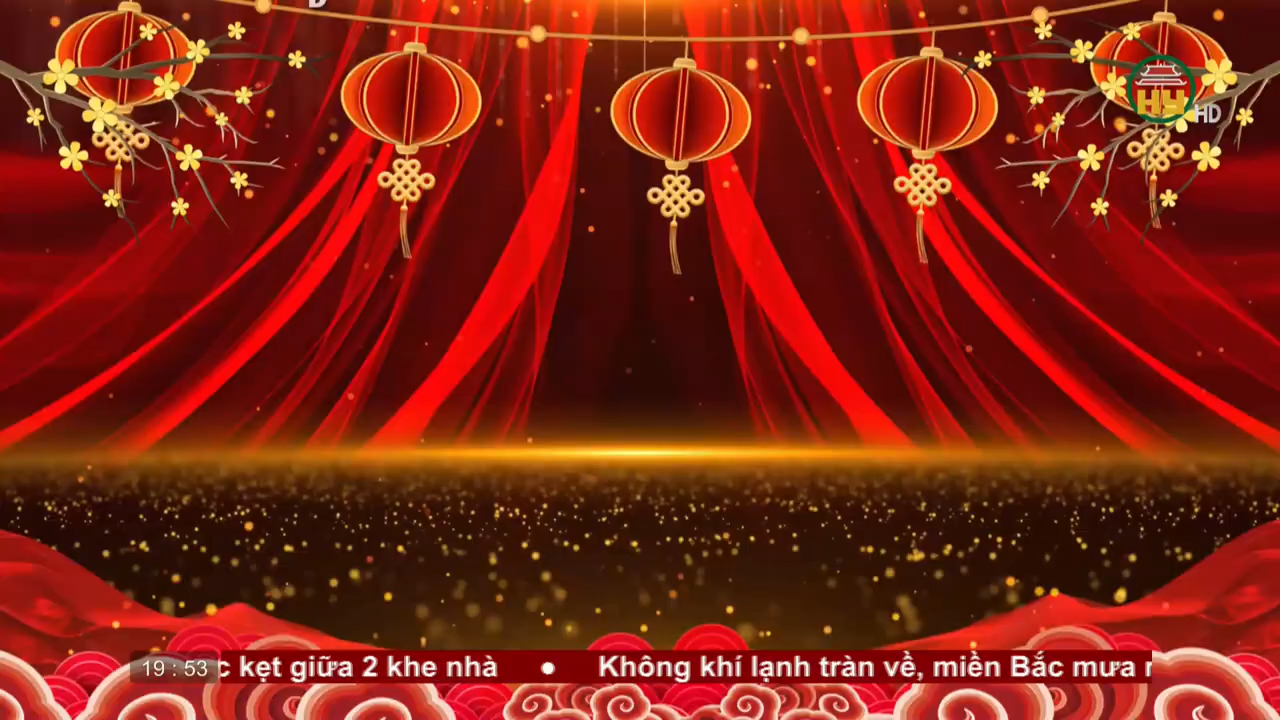 HY HD
19 : 53 c kẹt giữa 2 khe nhà • Không khí lạnh tràn về, miền Bắc mưa